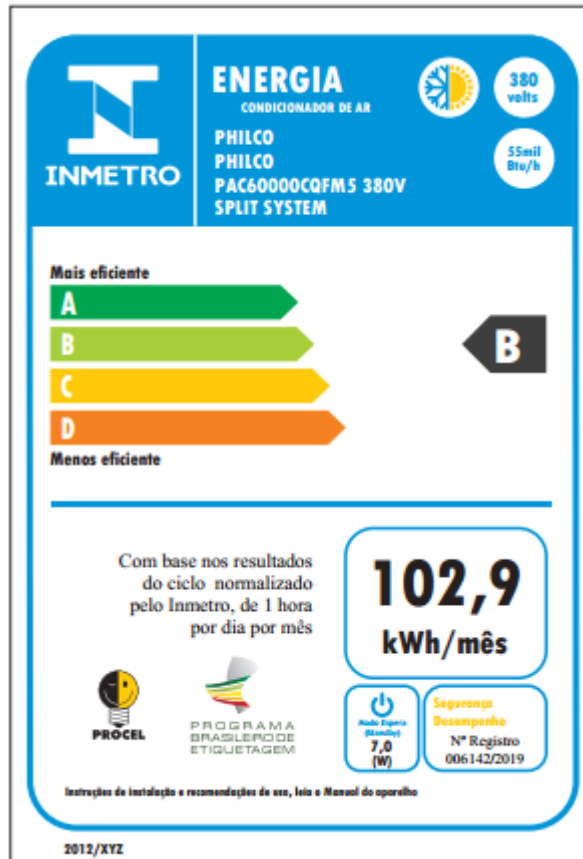 INMETRO
ENERGIA
CONDICIONADOR DE AR
380
volts
PHILCO
PHILCO
PAC60000CQFM5 380V
SPLIT SYSTEM
55mil
Btu/h
Mais eficiente
A
B
B
C
D
Menos eficiente
Com base nos resultados
do ciclo normalizado
pelo Inmetro, de 1 hora
por dia por mês
102,9
kWh/mês
PROCEL
PROGRAMA
BRASILEIRO DE
ETIQUETAGEM
Modo Espera
(Standby)
7,0
(W)
Segurança
Desempenho
Nº Registro
006142/2019
Instruções de instalação e recomendações de uso, leia o Manual do aparelho
2012/XYZ